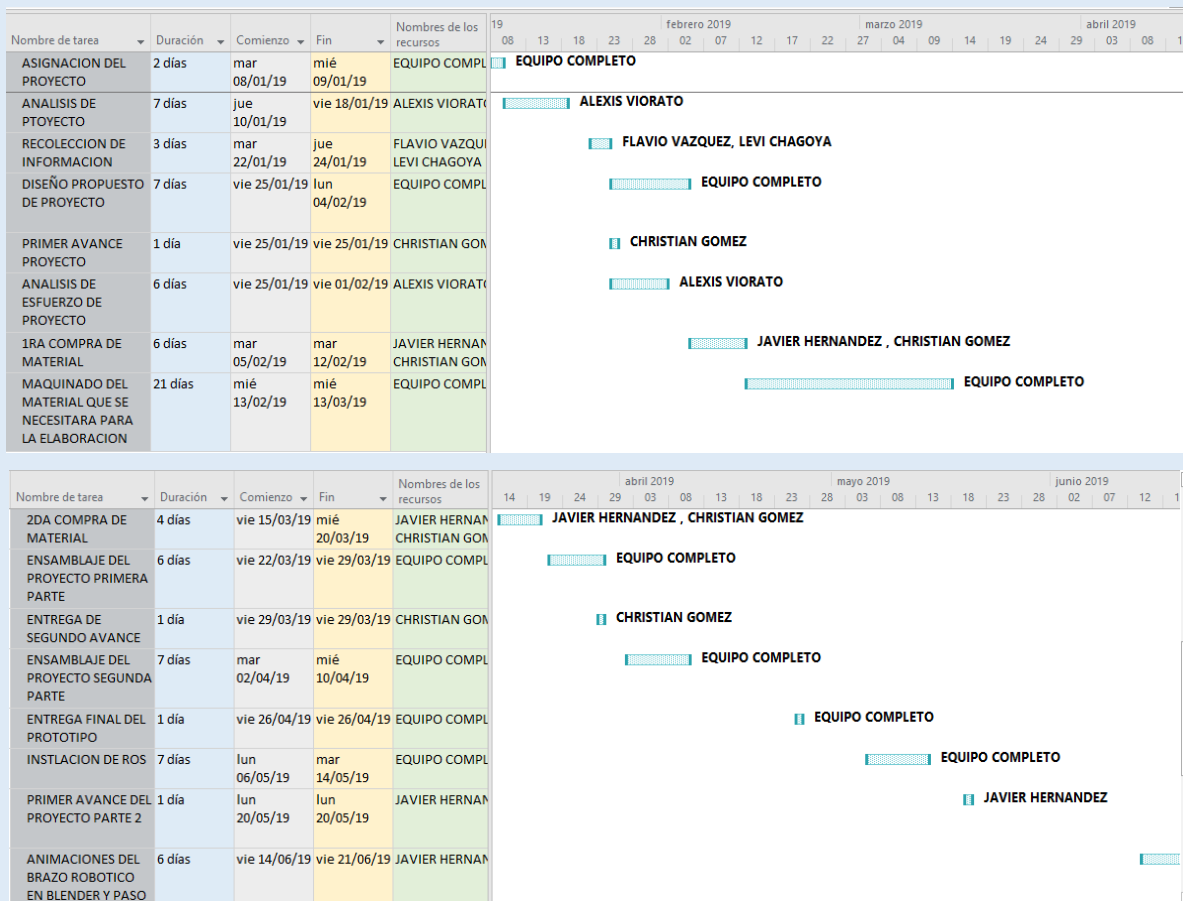 Nombre de tarea Duración Comienzo Fin Nombres de los recursos
19 febrero 2019 marzo 2019 abril 2019
08 13 18 23 28 02 07 12 17 22 27 04 09 14 19 24 29 03 08
ASIGNACION DEL PROYECTO 2 días mar 08/01/19 mié 09/01/19 EQUIPO COMPL
EQUIPO COMPLETO
ANALISIS DE PTOYECTO 7 días jue 10/01/19 vie 18/01/19 ALEXIS VIORAT
ALEXIS VIORATO
RECOLECCION DE INFORMACION 3 días mar 22/01/19 jue 24/01/19 FLAVIO VAZQU LEVI CHAGOYA
FLAVIO VAZQUEZ, LEVI CHAGOYA
DISEÑO PROPUESTO DE PROYECTO 7 días vie 25/01/19 lun 04/02/19 EQUIPO COMPL
EQUIPO COMPLETO
PRIMER AVANCE PROYECTO 1 día vie 25/01/19 vie 25/01/19 CHRISTIAN GOM
CHRISTIAN GOMEZ
ANALISIS DE ESFUERZO DE PROYECTO 6 días vie 25/01/19 vie 01/02/19 ALEXIS VIORAT
ALEXIS VIORATO
1RA COMPRA DE MATERIAL 6 días mar 05/02/19 mar 12/02/19 JAVIER HERNAN CHRISTIAN GOM
JAVIER HERNANDEZ , CHRISTIAN GOMEZ
MAQUINADO DEL MATERIAL QUE SE NECESITARA PARA LA ELABORACION 21 días mié 13/02/19 mié 13/03/19 EQUIPO COMPL
EQUIPO COMPLETO
Nombre de tarea Duración Comienzo Fin Nombres de los recursos
abril 2019 mayo 2019 junio 2019
14 19 24 29 03 08 13 18 23 28 03 08 13 18 23 28 02 07 12 1
2DA COMPRA DE MATERIAL 4 días vie 15/03/19 mié 20/03/19 JAVIER HERNAN CHRISTIAN GOM
JAVIER HERNANDEZ , CHRISTIAN GOMEZ
ENSAMBLAJE DEL PROYECTO PRIMERA PARTE 6 días vie 22/03/19 vie 29/03/19 EQUIPO COMPL
EQUIPO COMPLETO
ENTREGA DE SEGUNDO AVANCE 1 día vie 29/03/19 vie 29/03/19 CHRISTIAN GOM
CHRISTIAN GOMEZ
ENSAMBLAJE DEL PROYECTO SEGUNDA PARTE 7 días mar 02/04/19 mié 10/04/19 EQUIPO COMPL
EQUIPO COMPLETO
ENTREGA FINAL DEL PROTOTIPO 1 día vie 26/04/19 vie 26/04/19 EQUIPO COMPL
EQUIPO COMPLETO
INSTLACION DE ROS 7 días lun 06/05/19 mar 14/05/19 EQUIPO COMPL
EQUIPO COMPLETO
PRIMER AVANCE DEL PROYECTO PARTE 2 1 día lun 20/05/19 lun 20/05/19 JAVIER HERNAN
JAVIER HERNANDEZ
ANIMACIONES DEL BRAZO ROBOTICO EN BLENDER Y PASO 6 días vie 14/06/19 vie 21/06/19 JAVIER HERNAN